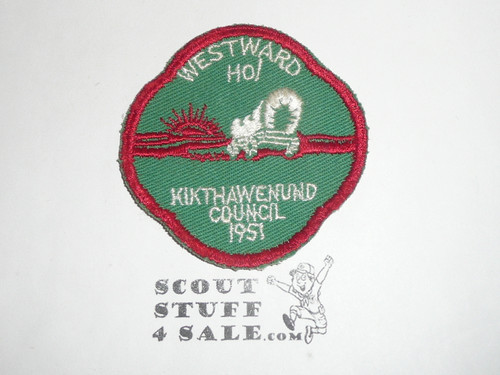 WESTWARD
HO!
KIKTHAWENUND
COUNCIL
1951
SCOUT
STUFF
4 SALE.COM